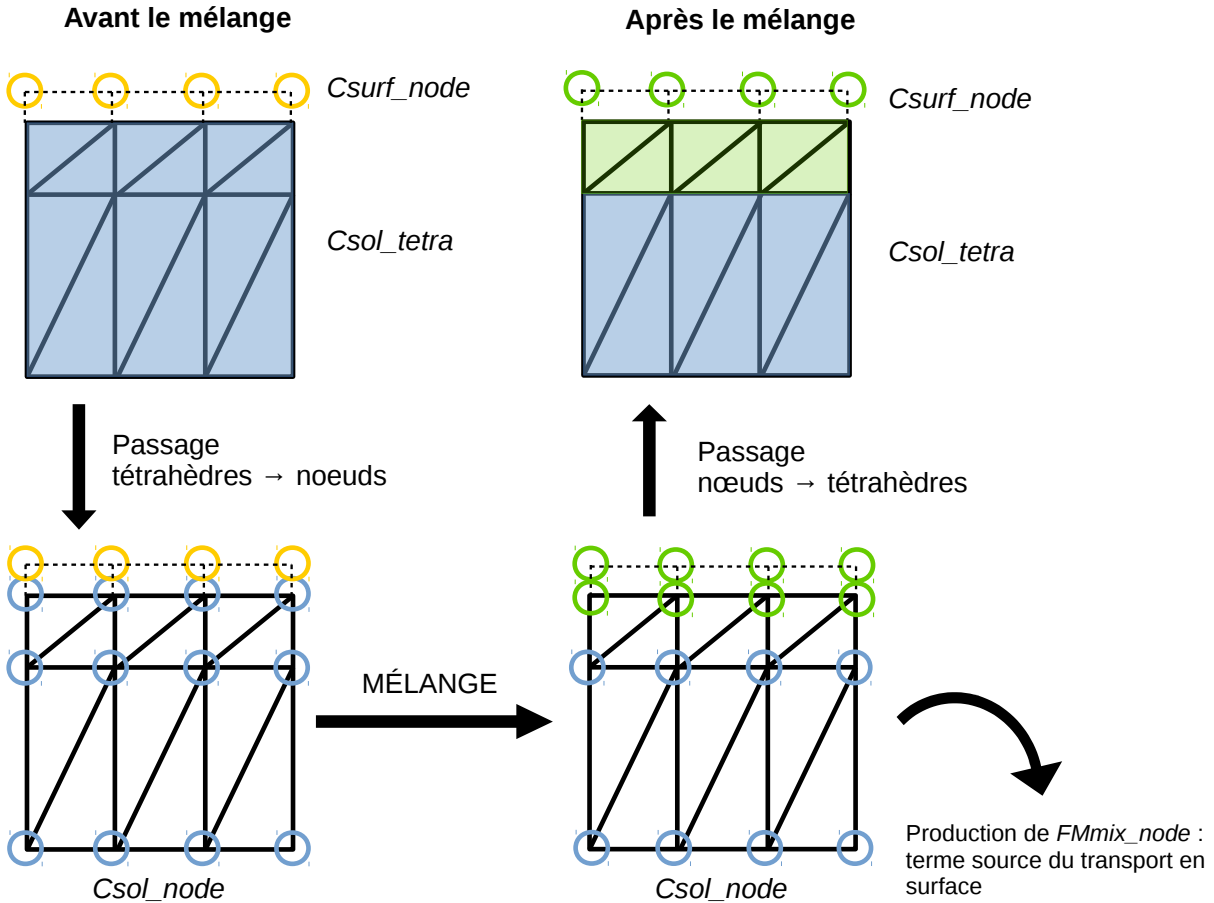 Avant le mélange
Après le mélange
Csurf_node
Csurf_node
Csol_tetra
Csol_tetra
Passage
tétrahèdres → noeuds
Passage
nœuds → tétrahèdres
MÉLANGE
Production de FMmix_node :
terme source du transport en
surface
Csol_node
Csol_node